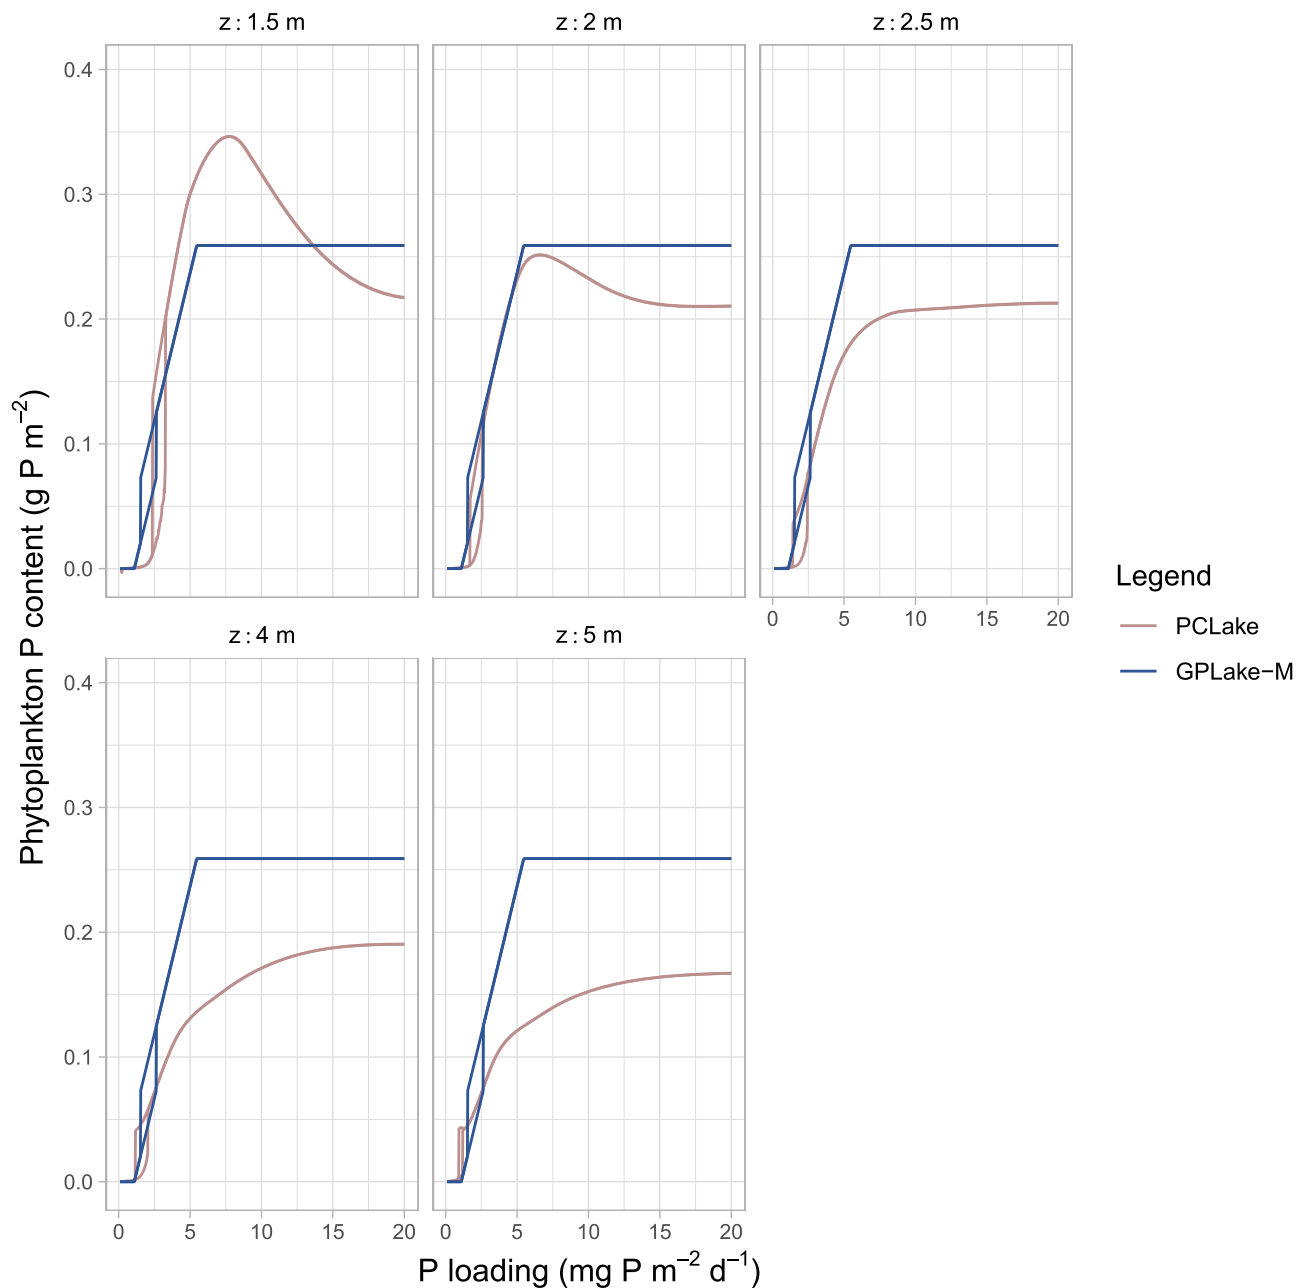 z : 1.5 m
z : 2 m
z : 2.5 m
0.4
0.3
0.2
0.1
0.0
0 5 10 15 20
z : 4 m
z : 5 m
0.4
0.3
0.2
0.1
0.0
0 5 10 15 20
0 5 10 15 20
Phytoplankton P content (g P m⁻²)
P loading (mg P m⁻² d⁻¹)
Legend
PCLake
GPLake−M